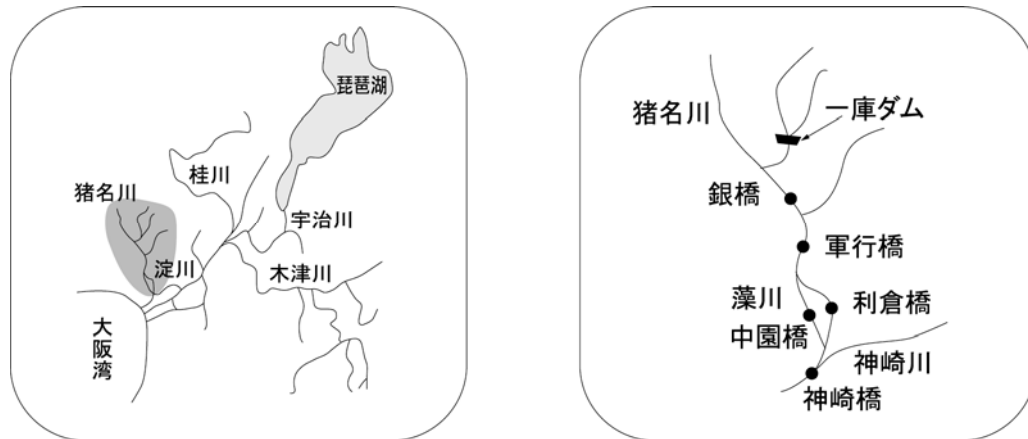 琵琶湖
桂川
猪名川
宇治川
淀川
木津川
大阪湾
猪名川
一庫ダム
銀橋
軍行橋
藻川
中園橋
利倉橋
神崎川
神崎橋